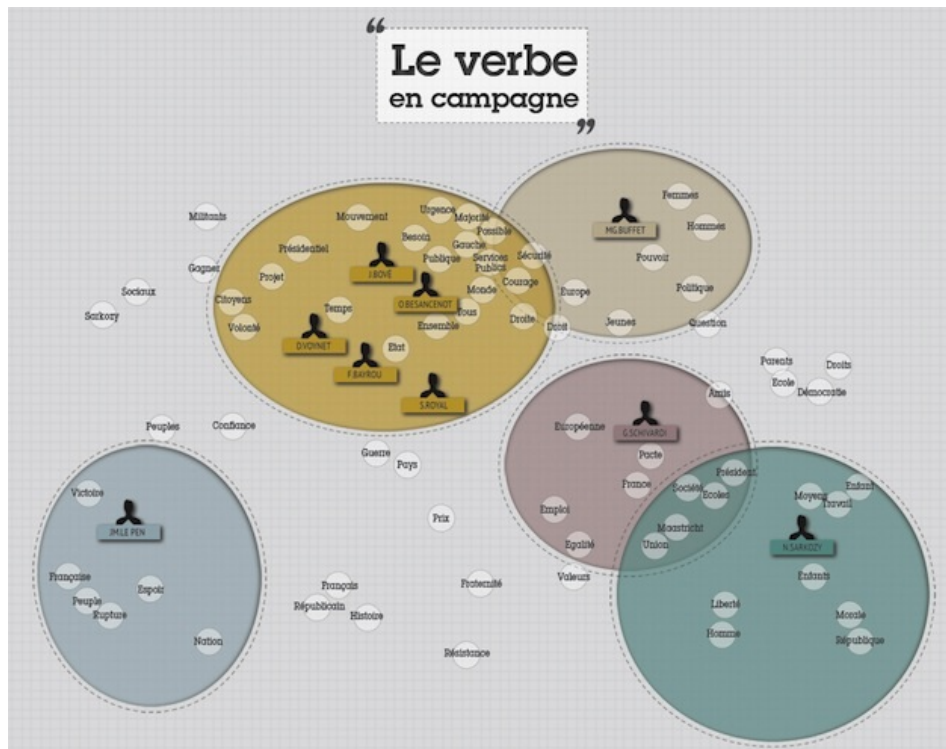 “
Le verbe
en campagne
”
Femmes
Militants
Mouvement
Urgence
Majorité
Possible
Hommes
MG.BUFFET
Besoin
Gauche
Présidentiel
Publique
Services
Publics
Sécurité
Pouvoir
Gagner
J.BOVÉ
Projet
Courage
Sociaux
Monde
Europe
Politique
Citoyens
O.BESANCENOT
Temps
Tous
Sarkozy
Volonté
Ensemble
Droite
Droit
Jeunes
Question
D.VOYNET
Etat
F.BAYROU
Parents
Droits
Ecole
Démocratie
S.ROYAL
Amis
Peuples
Confiance
Européenne
G.SCHIVARDI
Guerre
Pays
Pacte
Président
France
Société
Ecoles
Enfant
Victoire
Moyens
Travail
JM.LE PEN
Prix
Emploi
Maastricht
N.SARKOZY
Egalité
Union
Française
Espoir
Français
Fraternité
Valeurs
Enfants
Peuple
Rupture
Républicain
Histoire
Liberté
Morale
Nation
Homme
République
Résistance